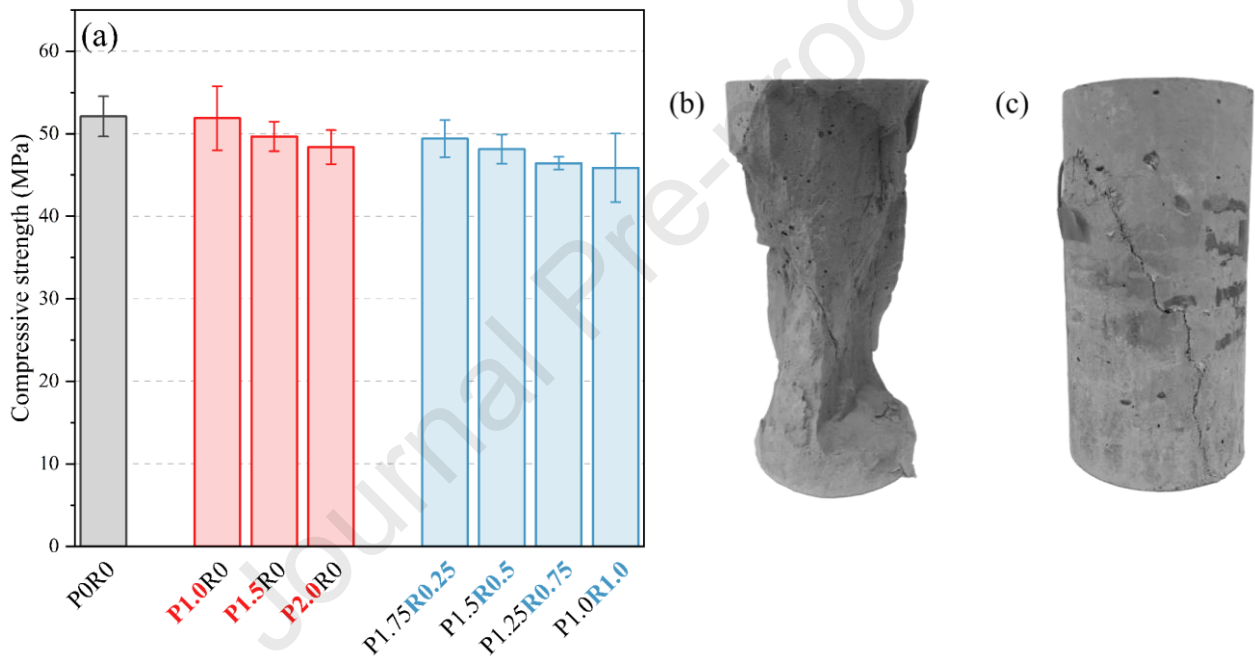 (a)
Compressive strength (MPa)
60
50
40
30
20
10
0
P0R0
P1.0R0
P1.5R0
P2.0R0
P1.75R0.25
P1.5R0.5
P1.25R0.75
P1.0R1.0
(b)
(c)
Journal Pre-proo